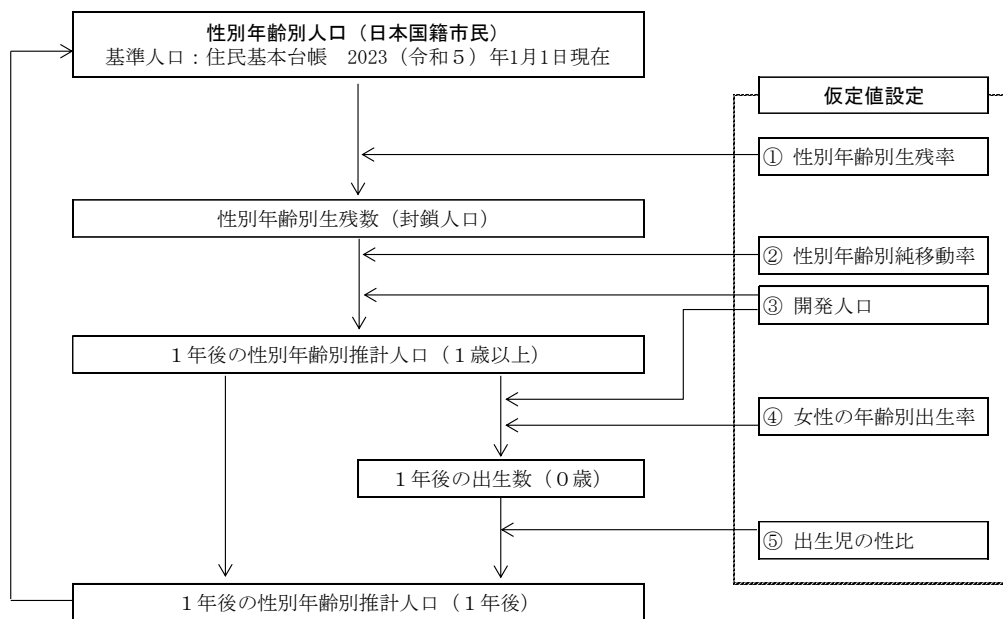 性別年齢別人口（日本国籍市民）
基準人口：住民基本台帳　2023（令和５）年1月1日現在
仮定値設定
① 性別年齢別生残率
性別年齢別生残数（封鎖人口）
② 性別年齢別純移動率
③ 開発人口
１年後の性別年齢別推計人口（１歳以上）
④ 女性の年齢別出生率
１年後の出生数（０歳）
⑤ 出生児の性比
１年後の性別年齢別推計人口（１年後）